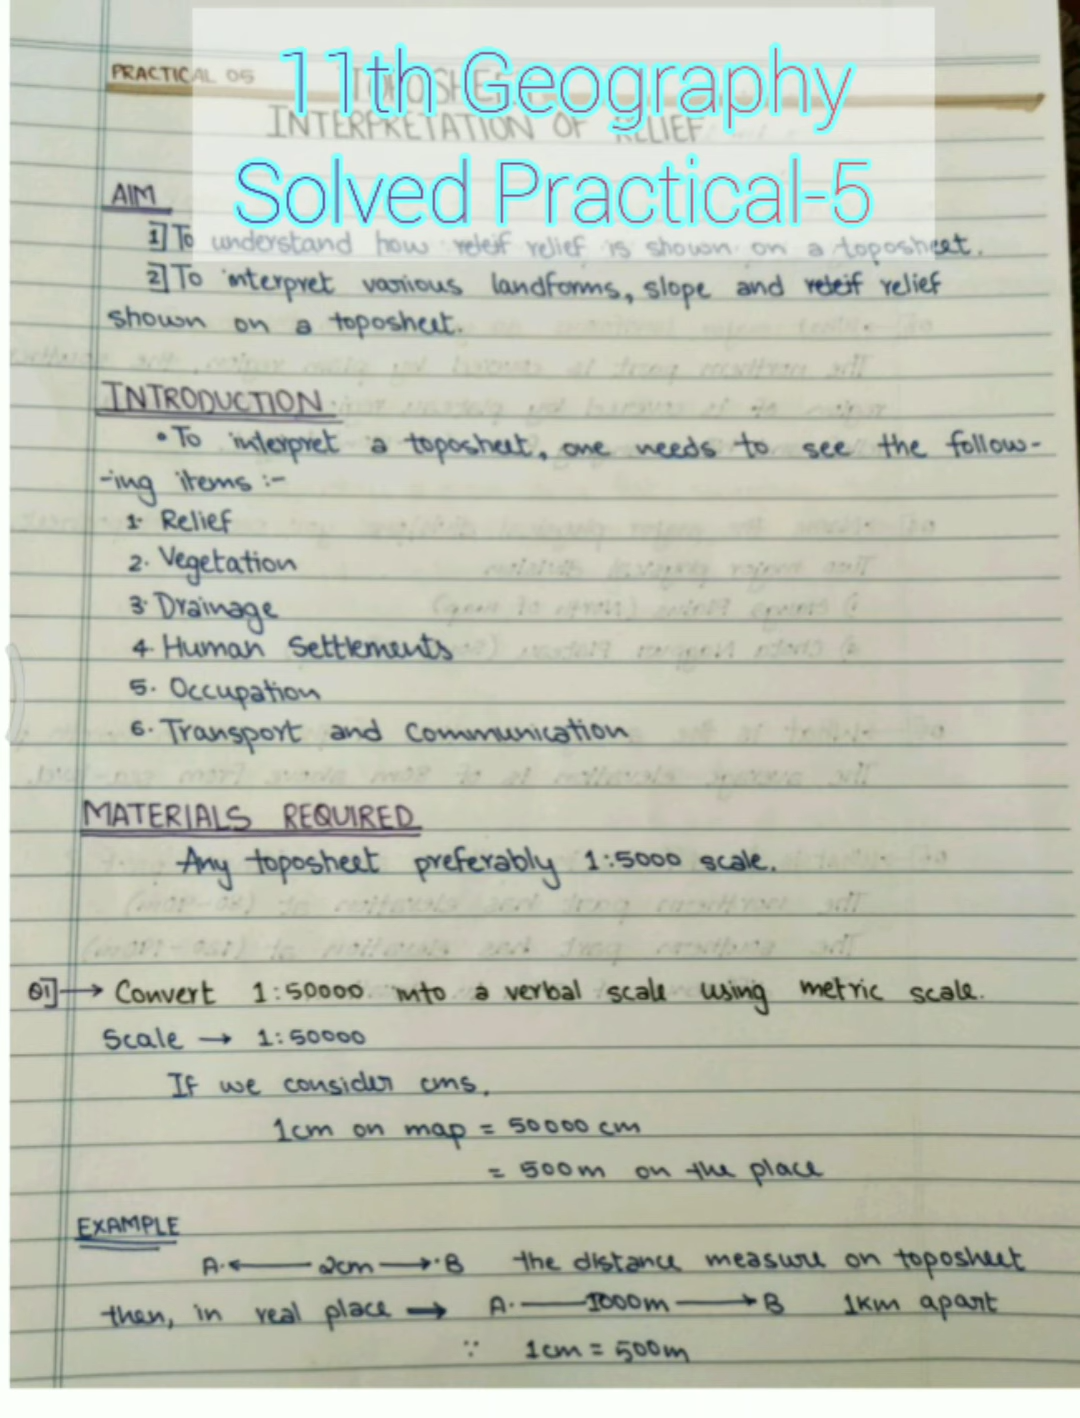 11th Geography
Solved Practical-5
PRACTICAL 05 TOPOSHEET
INTERPRETATION OF RELIEF
AIM
1] To understand how releif relief is shown on a toposheet.
2] To interpret various landforms, slope and releif relief
shown on a toposheet.
INTRODUCTION
• To interpret a toposheet, one needs to see the follow-
-ing items :-
1. Relief
2. Vegetation
3. Drainage
4. Human Settlements
5. Occupation
6. Transport and Communication
MATERIALS REQUIRED
Any toposheet preferably 1:5000 scale.
Q1] → Convert 1:50000 into a verbal scale using metric scale.
Scale → 1:50000
If we consider cms,
1cm on map = 50000 cm
= 500m on the place
EXAMPLE
A. ← 2cm → .B the distance measure on toposheet
then, in real place → A. — 1000m → B 1km apart
∵ 1cm = 500m